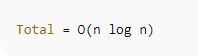 Total = O(n log n)